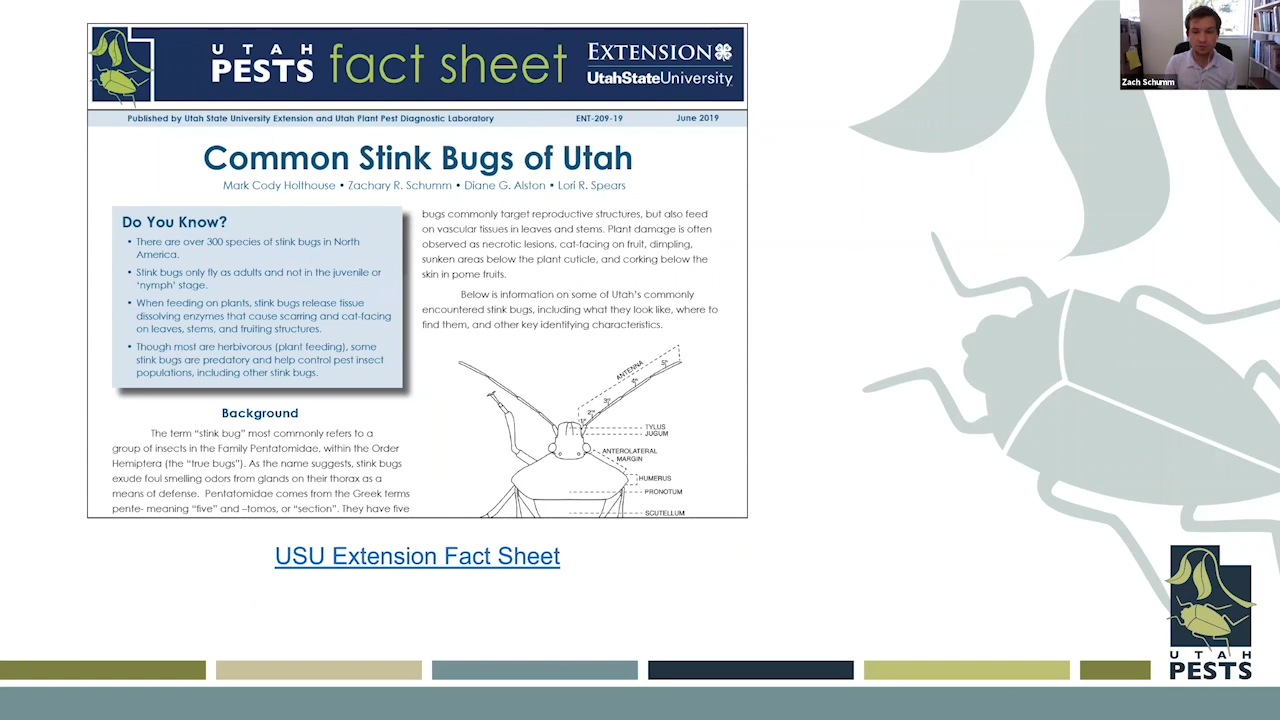 UTAH
PESTS
fact sheet
EXTENSION
UtahStateUniversity
Published by Utah State University Extension and Utah Plant Pest Diagnostic Laboratory
ENT-209-19
June 2019
Common Stink Bugs of Utah
Mark Cody Holthouse • Zachary R. Schumm • Diane G. Alston • Lori R. Spears
Do You Know?
• There are over 300 species of stink bugs in North
America.
• Stink bugs only fly as adults and not in the juvenile or
‘nymph’ stage.
• When feeding on plants, stink bugs release tissue
dissolving enzymes that cause scarring and cat-facing
on leaves, stems, and fruiting structures.
• Though most are herbivorous (plant feeding), some
stink bugs are predatory and help control pest insect
populations, including other stink bugs.
Background
The term “stink bug” most commonly refers to a
group of insects in the Family Pentatomidae, within the Order
Hemiptera (the “true bugs”). As the name suggests, stink bugs
exude foul smelling odors from glands on their thorax as a
means of defense. Pentatomidae comes from the Greek terms
pente- meaning “five” and –tomos, or “section”. They have five
bugs commonly target reproductive structures, but also feed
on vascular tissues in leaves and stems. Plant damage is often
observed as necrotic lesions, cat-facing on fruit, dimpling,
sunken areas below the plant cuticle, and corking below the
skin in pome fruits.
Below is information on some of Utah’s commonly
encountered stink bugs, including what they look like, where to
find them, and other key identifying characteristics.
ANTENNA
1°
2°
3°
4°
5°
TYLUS
JUGUM
ANTEROLATERAL
MARGIN
HUMERUS
PRONOTUM
SCUTELLUM
USU Extension Fact Sheet
Zach Schumm
UTAH
PESTS